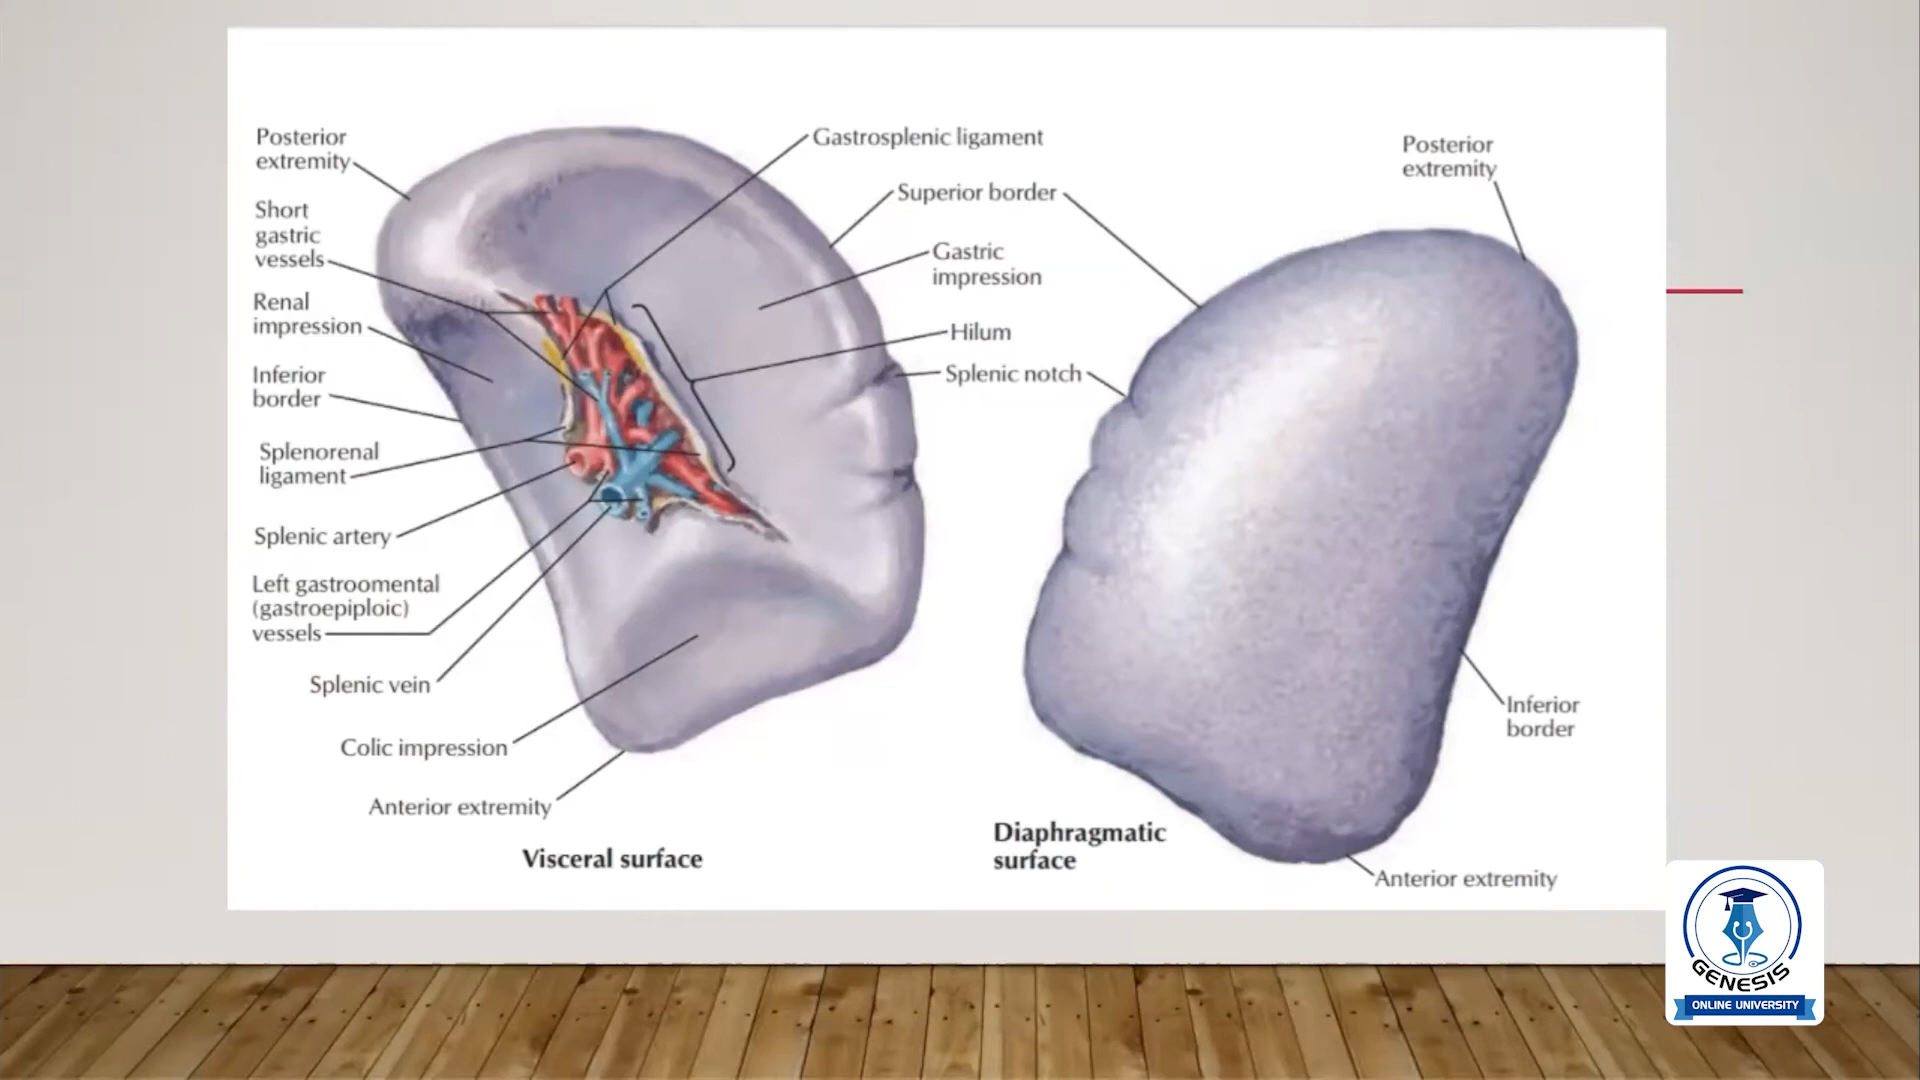 Posterior
extremity
Short
gastric
vessels
Renal
impression
Inferior
border
Splenorenal
ligament
Splenic artery
Left gastroomental
(gastroepiploic)
vessels
Splenic vein
Colic impression
Anterior extremity
Visceral surface
Gastrosplenic ligament
Superior border
Gastric
impression
Hilum
Splenic notch
Posterior
extremity
Inferior
border
Diaphragmatic
surface
Anterior extremity
GENESIS
ONLINE UNIVERSITY